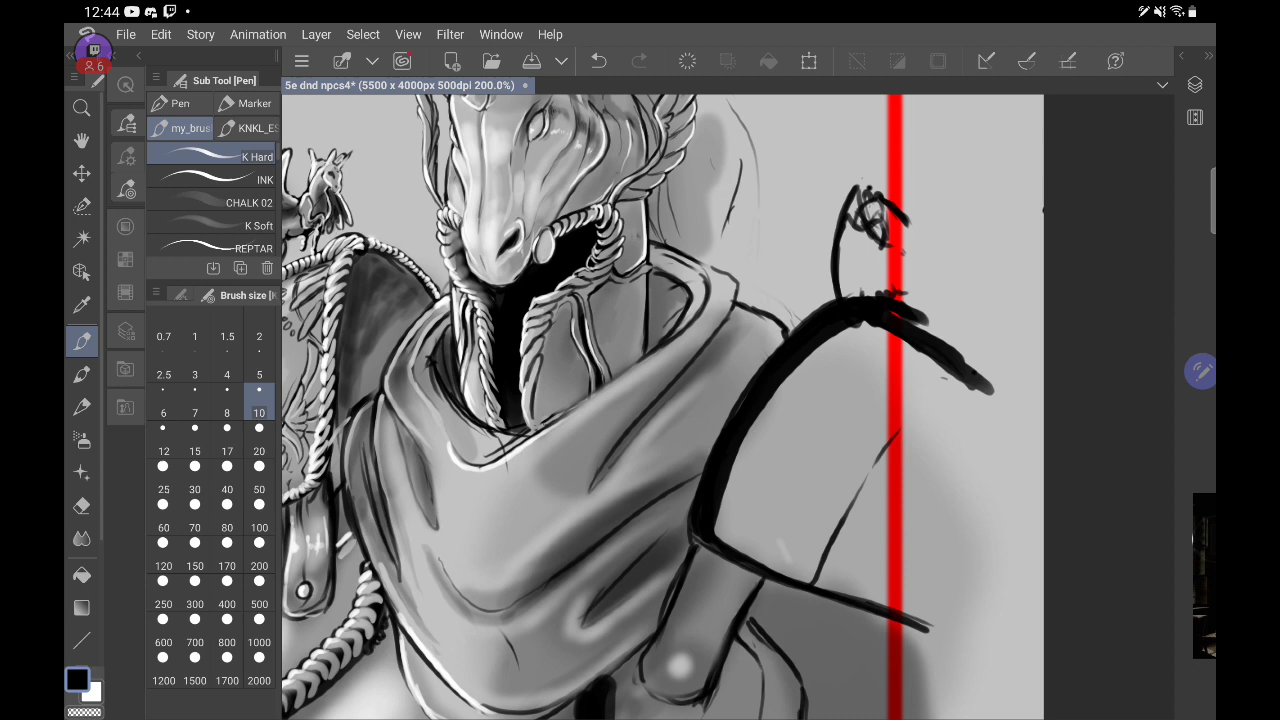 12:44
File Edit Story Animation Layer Select View Filter Window Help
6
Sub Tool [Pen]
5e dnd npcs4* (5500 x 4000px 500dpi 200.0%)
Pen Marker
my_brus KNKL_ES
K Hard
INK
CHALK 02
K Soft
REPTAR
Brush size [
0.7 1 1.5 2
2.5 3 4 5
6 7 8 10
12 15 17 20
25 30 40 50
60 70 80 100
120 150 170 200
250 300 400 500
600 700 800 1000
1200 1500 1700 2000